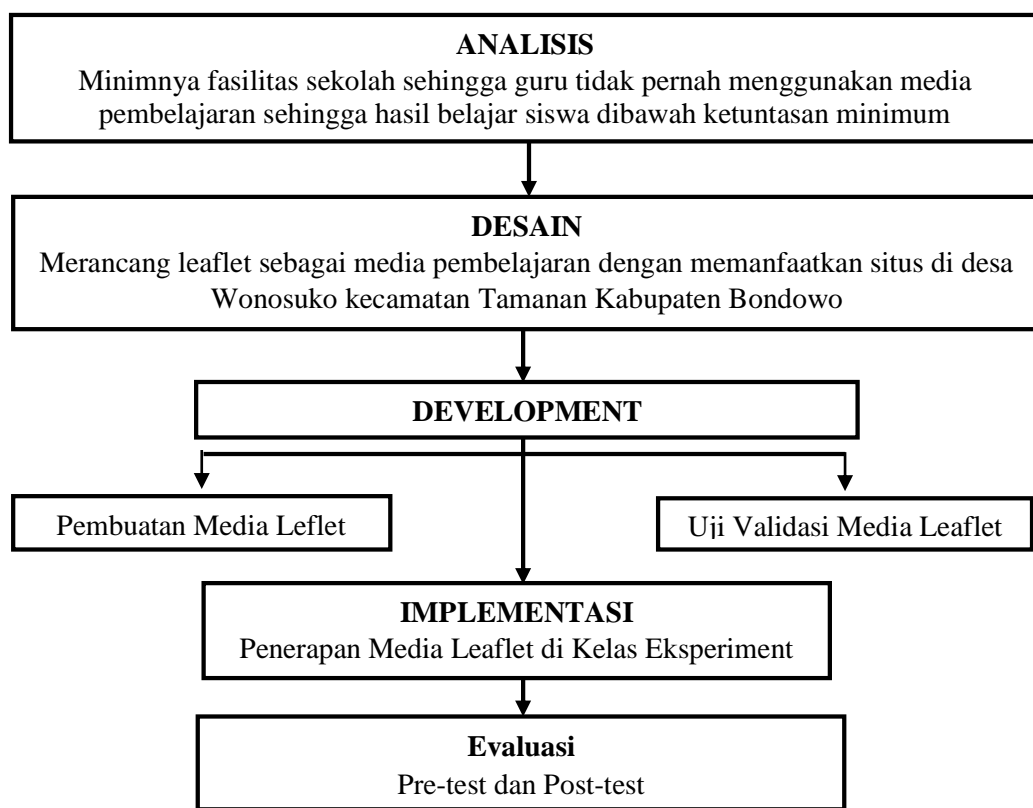 ANALISIS
Minimnya fasilitas sekolah sehingga guru tidak pernah menggunakan media
pembelajaran sehingga hasil belajar siswa dibawah ketuntasan minimum
DESAIN
Merancang leaflet sebagai media pembelajaran dengan memanfaatkan situs di desa
Wonosuko kecamatan Tamanan Kabupaten Bondowo
DEVELOPMENT
Pembuatan Media Leflet
Uji Validasi Media Leaflet
IMPLEMENTASI
Penerapan Media Leaflet di Kelas Eksperiment
Evaluasi
Pre-test dan Post-test